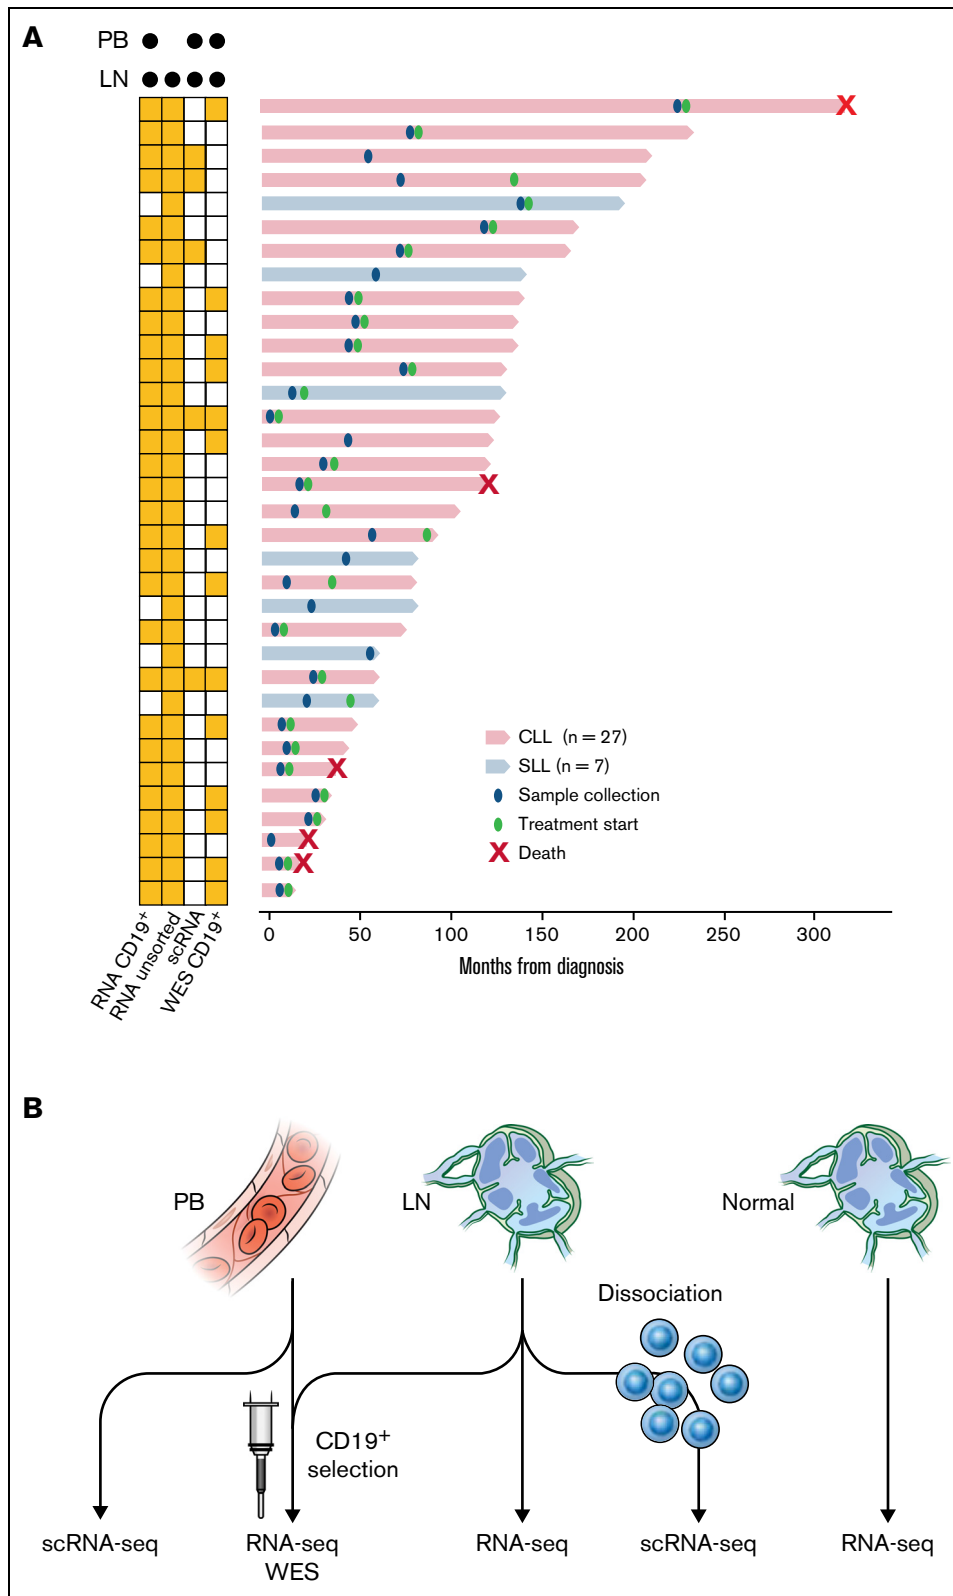 A
PB
LN
CLL (n = 27)
SLL (n = 7)
Sample collection
Treatment start
X Death
RNA CD19+
RNA unsorted
scRNA
WES CD19+
0 50 100 150 200 250 300
Months from diagnosis
B
PB
LN
Normal
Dissociation
CD19+
selection
scRNA-seq
RNA-seq
WES
RNA-seq
scRNA-seq
RNA-seq